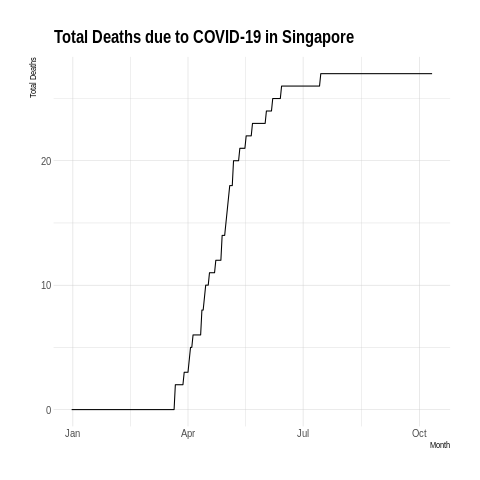 Total Deaths due to COVID-19 in Singapore
Total Deaths
20
10
0
Jan Apr Jul Oct
Month